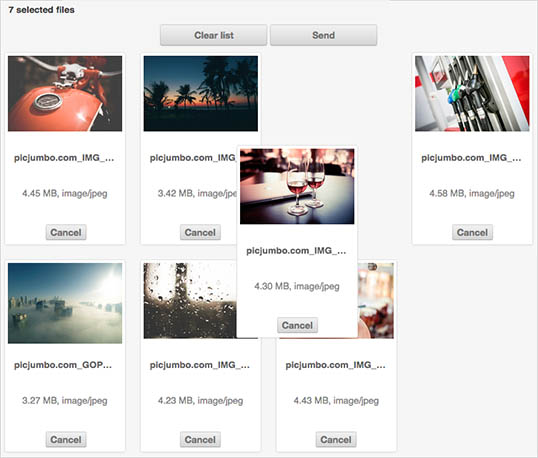 7 selected files
Clear list
Send
picjumbo.com_IMG_...
4.45 MB, image/jpeg
Cancel
picjumbo.com_IMG_
3.42 MB, image/jpeg
Cancel
picjumbo.com_IMG_...
4.30 MB, image/jpeg
Cancel
picjumbo.com_IMG_...
4.58 MB, image/jpeg
Cancel
picjumbo.com_GOP...
3.27 MB, image/jpeg
Cancel
picjumbo.com_IMG_...
4.23 MB, image/jpeg
Cancel
picjumbo.com_IMG_...
4.43 MB, image/jpeg
Cancel